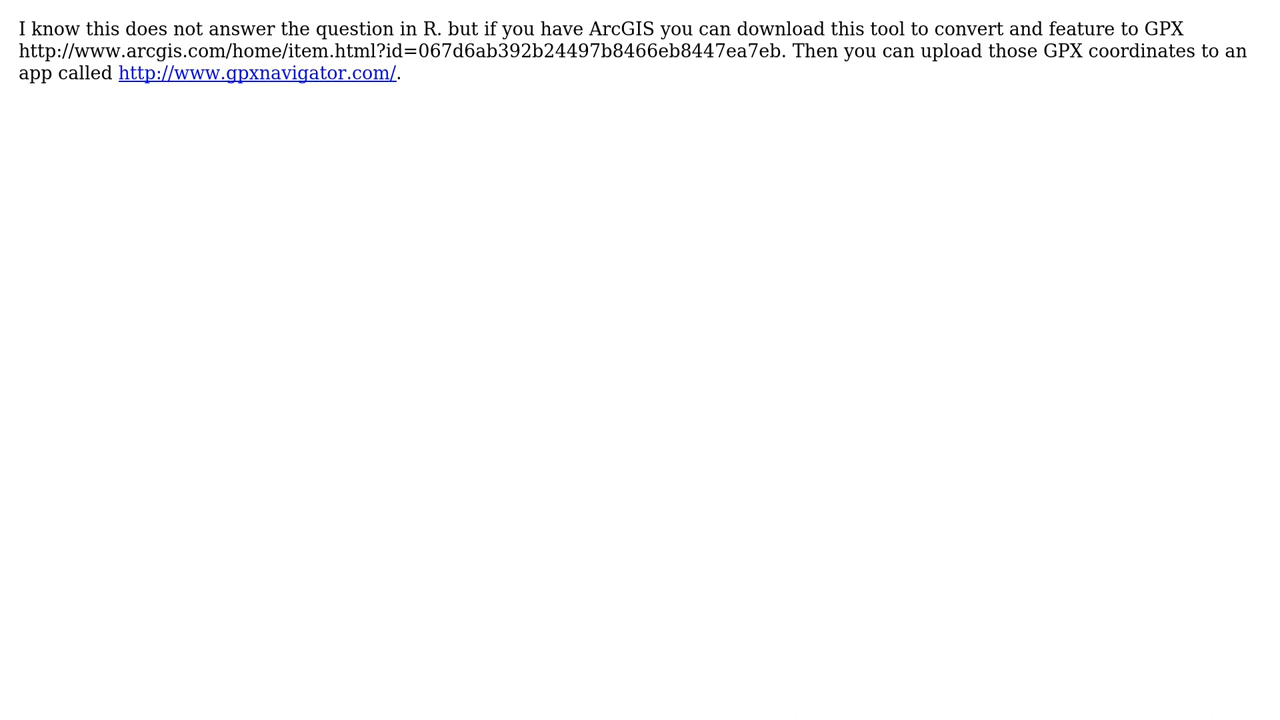 I know this does not answer the question in R. but if you have ArcGIS you can download this tool to convert and feature to GPX
http://www.arcgis.com/home/item.html?id=067d6ab392b24497b8466eb8447ea7eb. Then you can upload those GPX coordinates to an
app called http://www.gpxnavigator.com/.